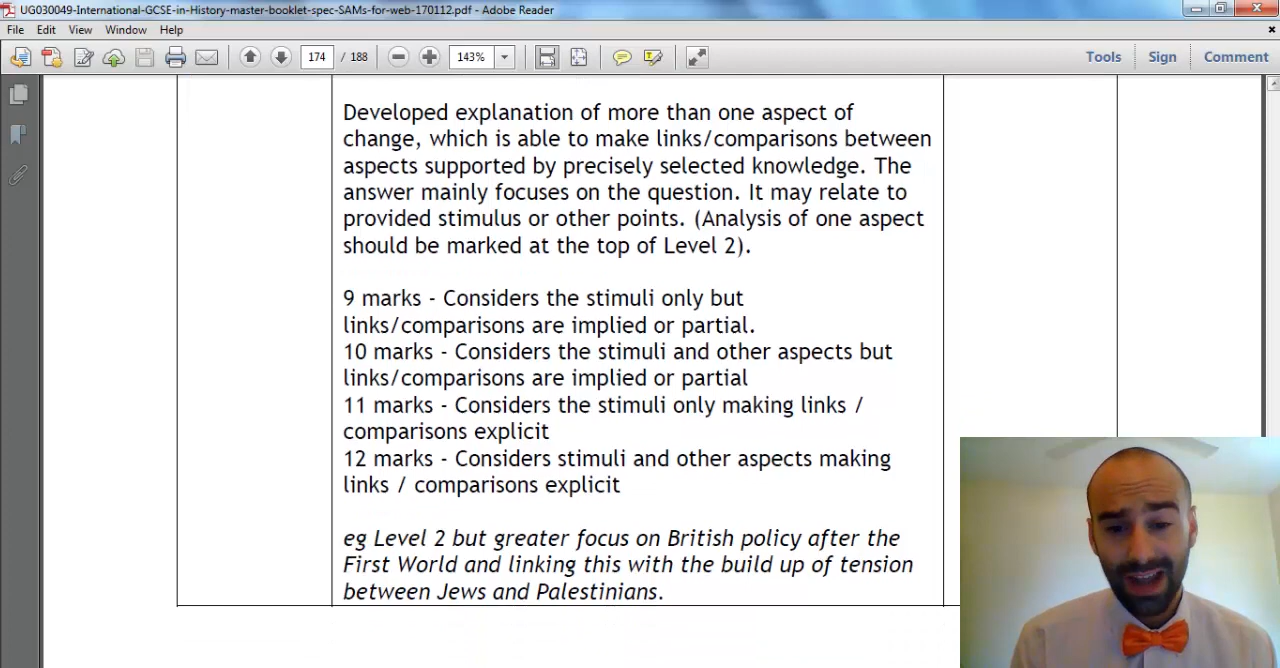 UG030049-International-GCSE-in-History-master-booklet-spec-SAMs-for-web-170112.pdf - Adobe Reader
File Edit View Window Help
174 / 188 143% Tools Sign Comment
Developed explanation of more than one aspect of
change, which is able to make links/comparisons between
aspects supported by precisely selected knowledge. The
answer mainly focuses on the question. It may relate to
provided stimulus or other points. (Analysis of one aspect
should be marked at the top of Level 2).
9 marks - Considers the stimuli only but
links/comparisons are implied or partial.
10 marks - Considers the stimuli and other aspects but
links/comparisons are implied or partial
11 marks - Considers the stimuli only making links /
comparisons explicit
12 marks - Considers stimuli and other aspects making
links / comparisons explicit
eg Level 2 but greater focus on British policy after the
First World and linking this with the build up of tension
between Jews and Palestinians.